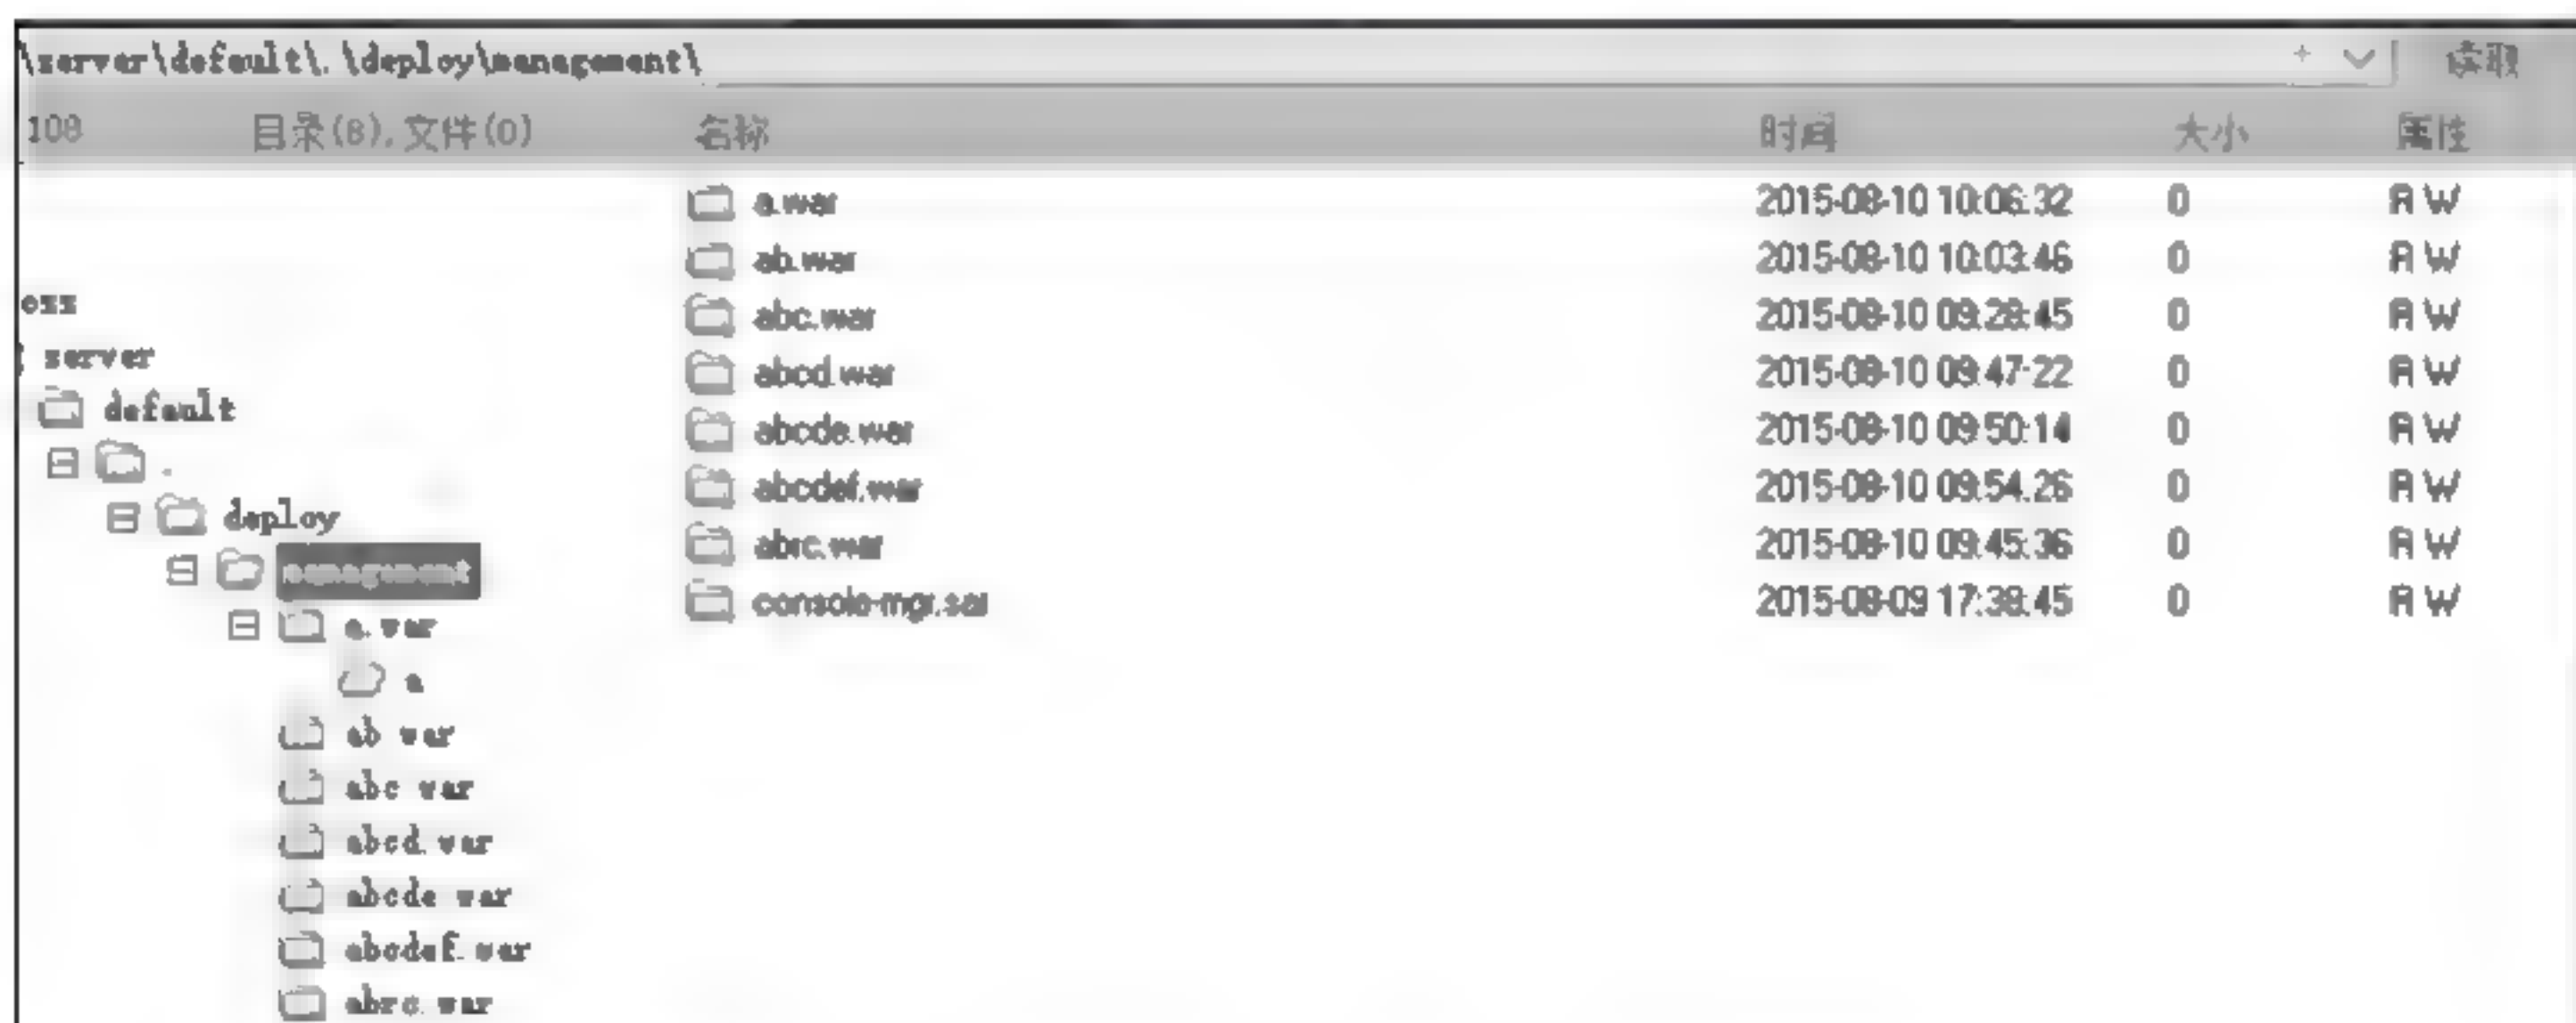 \server\default\.\deploy\management\ 读取
108 目录(8),文件(0) 名称 时间 大小 属性
a.war 2015-08-10 10:06:32 0 R W
ab.war 2015-08-10 10:03:46 0 R W
abc.war 2015-08-10 09:28:45 0 R W
abcd.war 2015-08-10 09:47:22 0 R W
abcde.war 2015-08-10 09:50:14 0 R W
abcdef.war 2015-08-10 09:54:26 0 R W
abrc.war 2015-08-10 09:45:36 0 R W
console-mgr.sar 2015-08-09 17:38:45 0 R W
server
default
.
deploy
management
a.war
a
ab.war
abc.war
abcd.war
abcde.war
abcdef.war
abrc.war